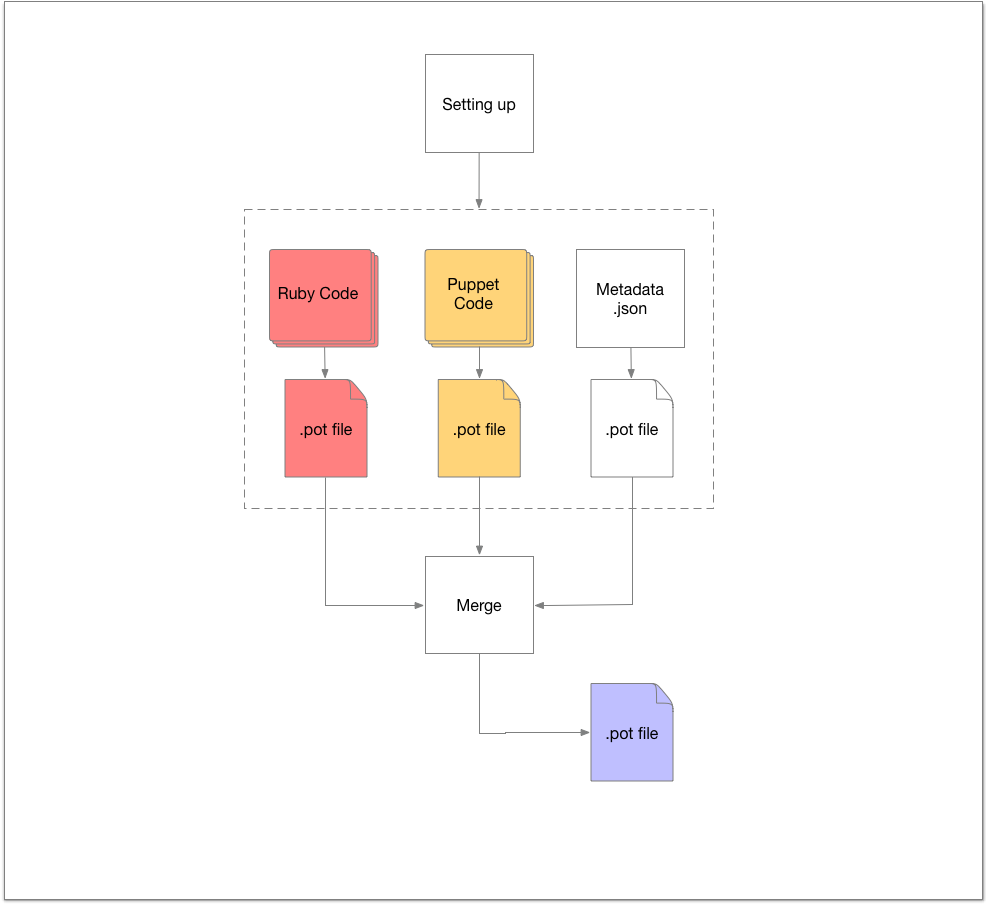 Setting up
Ruby Code
Puppet
Code
Metadata
.json
.pot file
.pot file
.pot file
Merge
.pot file